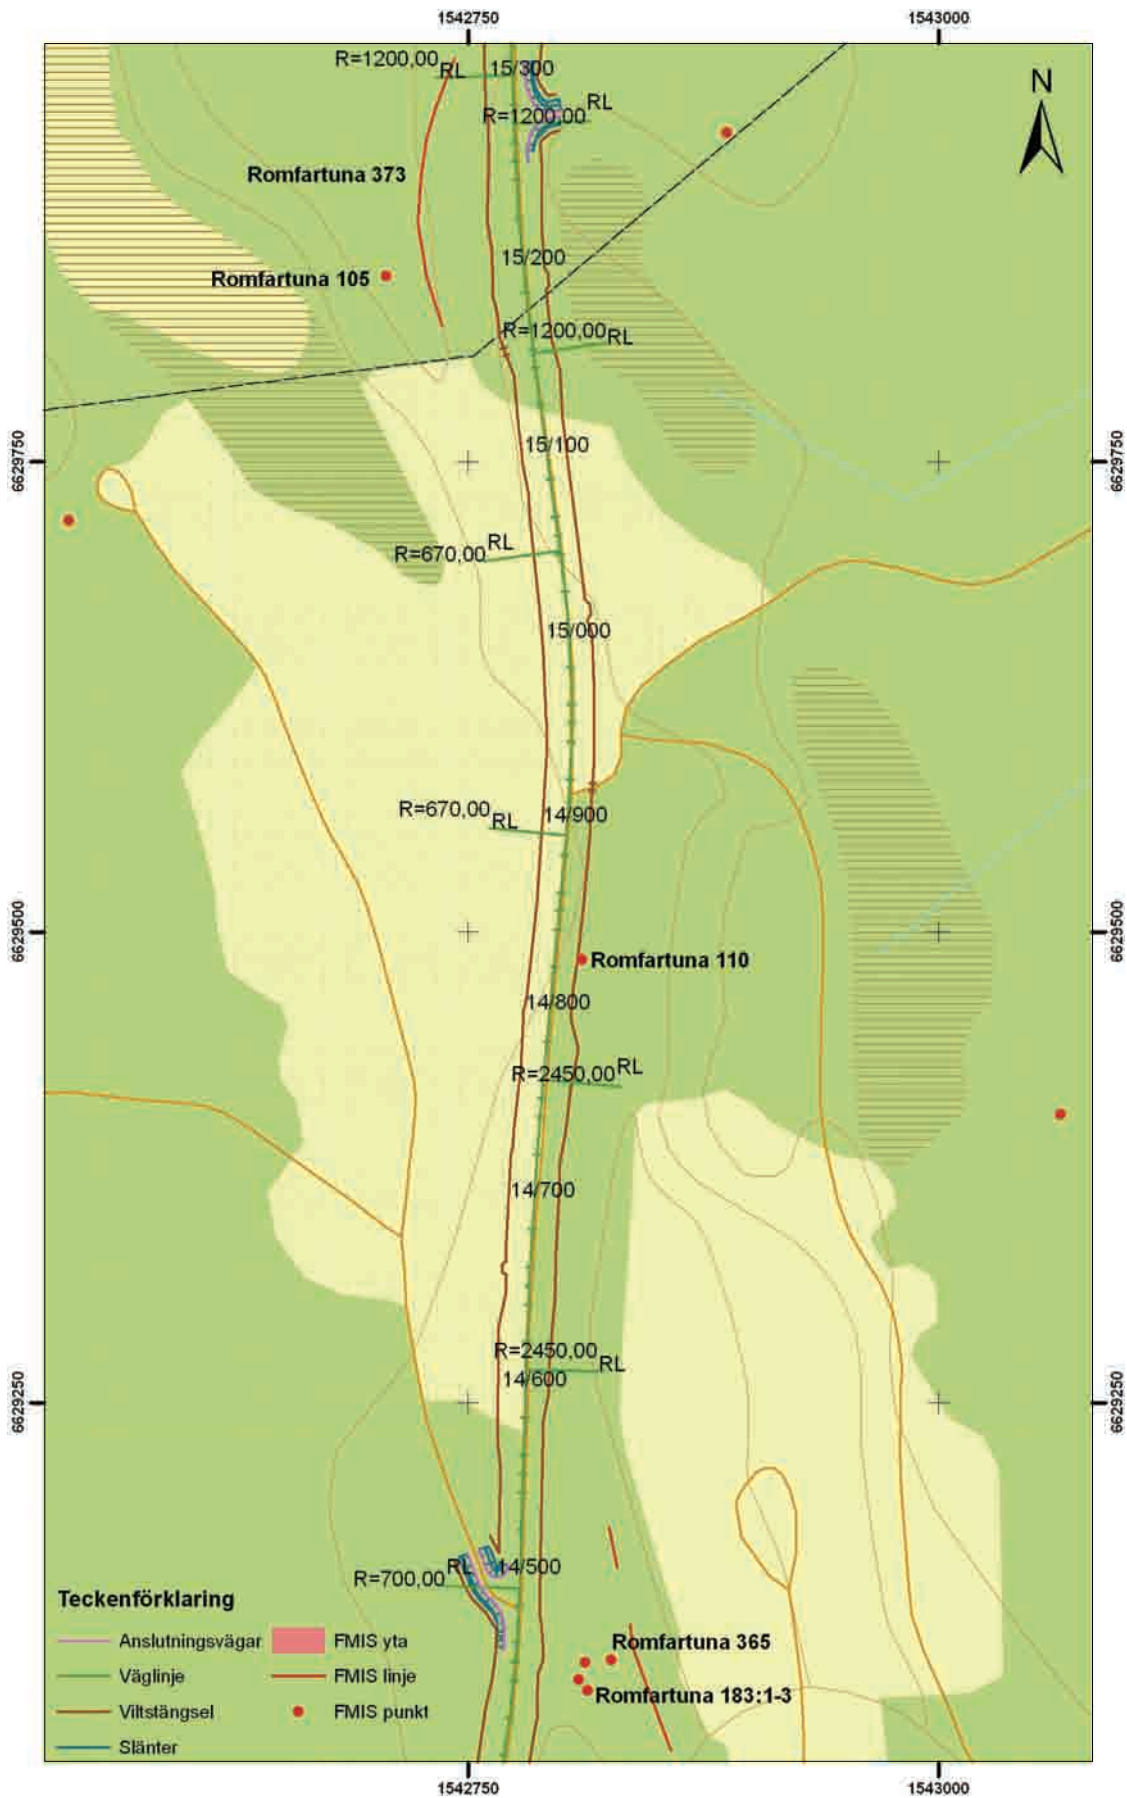 1542750
1543000
R=1200,00
RL
15/300
N
RL
R=1200,00
Romfartuna 373
15/200
Romfartuna 105
R=1200,00
RL
15/100
6629750
6629750
RL
R=670,00
15/000
R=670,00
RL
14/900
6629500
6629500
Romfartuna 110
14/800
R=2450,00
RL
14/700
R=2450,00
RL
14/600
6629250
6629250
14/500
R=700,00
RL
Teckenförklaring
Anslutningsvägar
FMIS yta
Romfartuna 365
Väglinje
FMIS linje
Romfartuna 183:1-3
Viltstängsel
FMIS punkt
Slänter
1542750
1543000